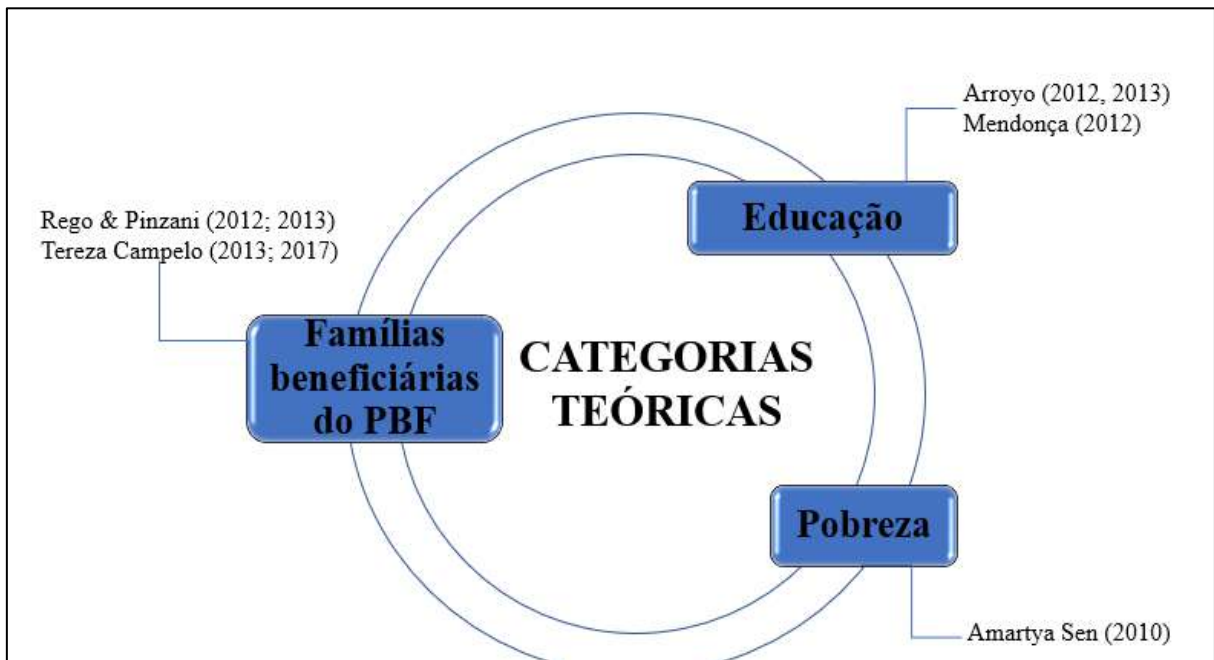 Arroyo (2012, 2013)
Mendonça (2012)
Educação
Rego & Pinzani (2012; 2013)
Tereza Campelo (2013; 2017)
Famílias
beneficiárias
do PBF
CATEGORIAS
TEÓRICAS
Pobreza
Amartya Sen (2010)